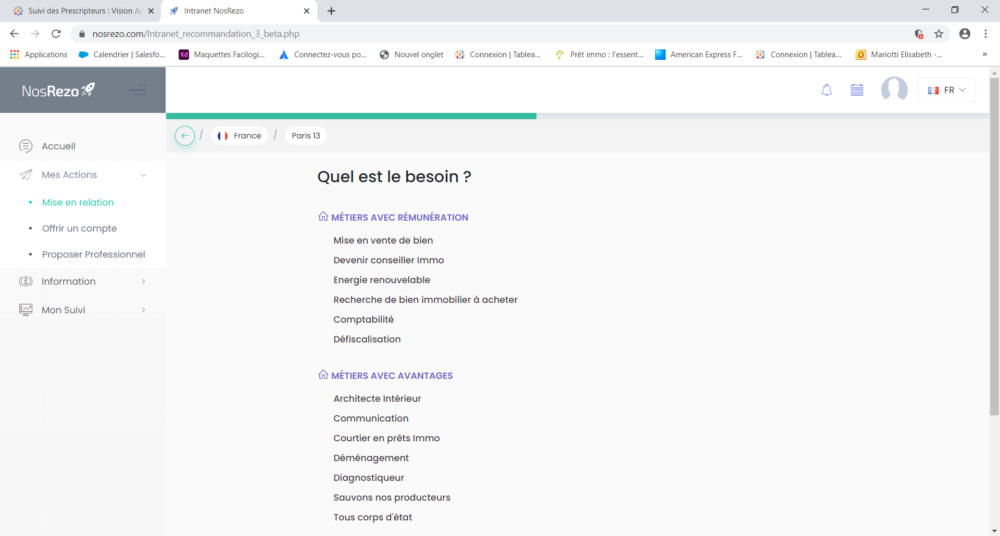 Suivi des Prescripteurs : Vision Ag
Intranet NosRezo
nosrezo.com/Intranet_recommandation_3_beta.php
Applications
Calendrier | Salesfo...
Xd
Maquettes Facilogi...
Connectez-vous po...
Nouvel onglet
Connexion | Tablea...
Prêt immo : l'essent...
American Express F...
Connexion | Tablea...
Mariotti Elisabeth -...
»
NosRezo
FR
/ France / Paris 13
Accueil
Mes Actions
• Mise en relation
• Offrir un compte
• Proposer Professionnel
Information
Mon Suivi
Quel est le besoin ?
MÉTIERS AVEC RÉMUNÉRATION
Mise en vente de bien
Devenir conseiller Immo
Energie renouvelable
Recherche de bien immobilier à acheter
Comptabilité
Défiscalisation
MÉTIERS AVEC AVANTAGES
Architecte Intérieur
Communication
Courtier en prêts Immo
Déménagement
Diagnostiqueur
Sauvons nos producteurs
Tous corps d'état